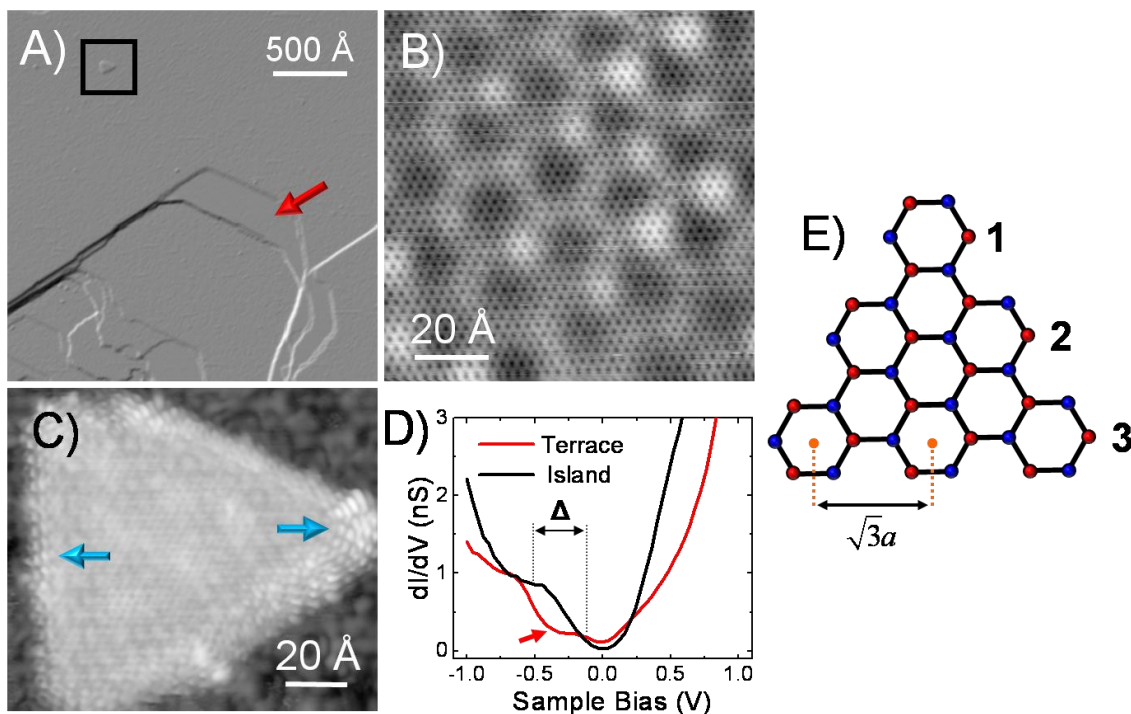 A)
500 Å
B)
20 Å
C)
20 Å
D)
3
2
1
0
dI/dV (nS)
Terrace
Island
Δ
-1.0
-0.5
0.0
0.5
1.0
Sample Bias (V)
E)
1
2
3
√3a